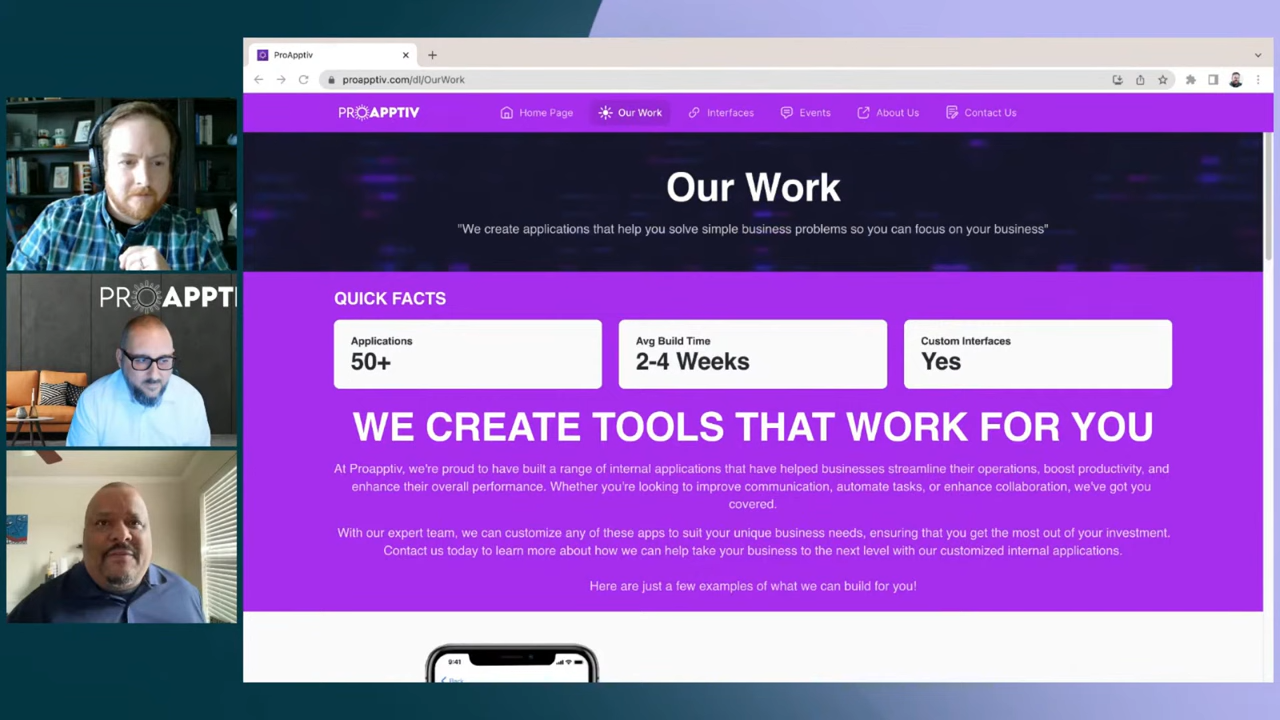 ProApptiv
proapptiv.com/dl/OurWork
PROAPPTIV
Home Page
Our Work
Interfaces
Events
About Us
Contact Us
Our Work
"We create applications that help you solve simple business problems so you can focus on your business"
QUICK FACTS
Applications
50+
Avg Build Time
2-4 Weeks
Custom Interfaces
Yes
WE CREATE TOOLS THAT WORK FOR YOU
At Proapptiv, we're proud to have built a range of internal applications that have helped businesses streamline their operations, boost productivity, and
enhance their overall performance. Whether you're looking to improve communication, automate tasks, or enhance collaboration, we've got you
covered.
With our expert team, we can customize any of these apps to suit your unique business needs, ensuring that you get the most out of your investment.
Contact us today to learn more about how we can help take your business to the next level with our customized internal applications.
Here are just a few examples of what we can build for you!
9:41
Back
PROAPPTI